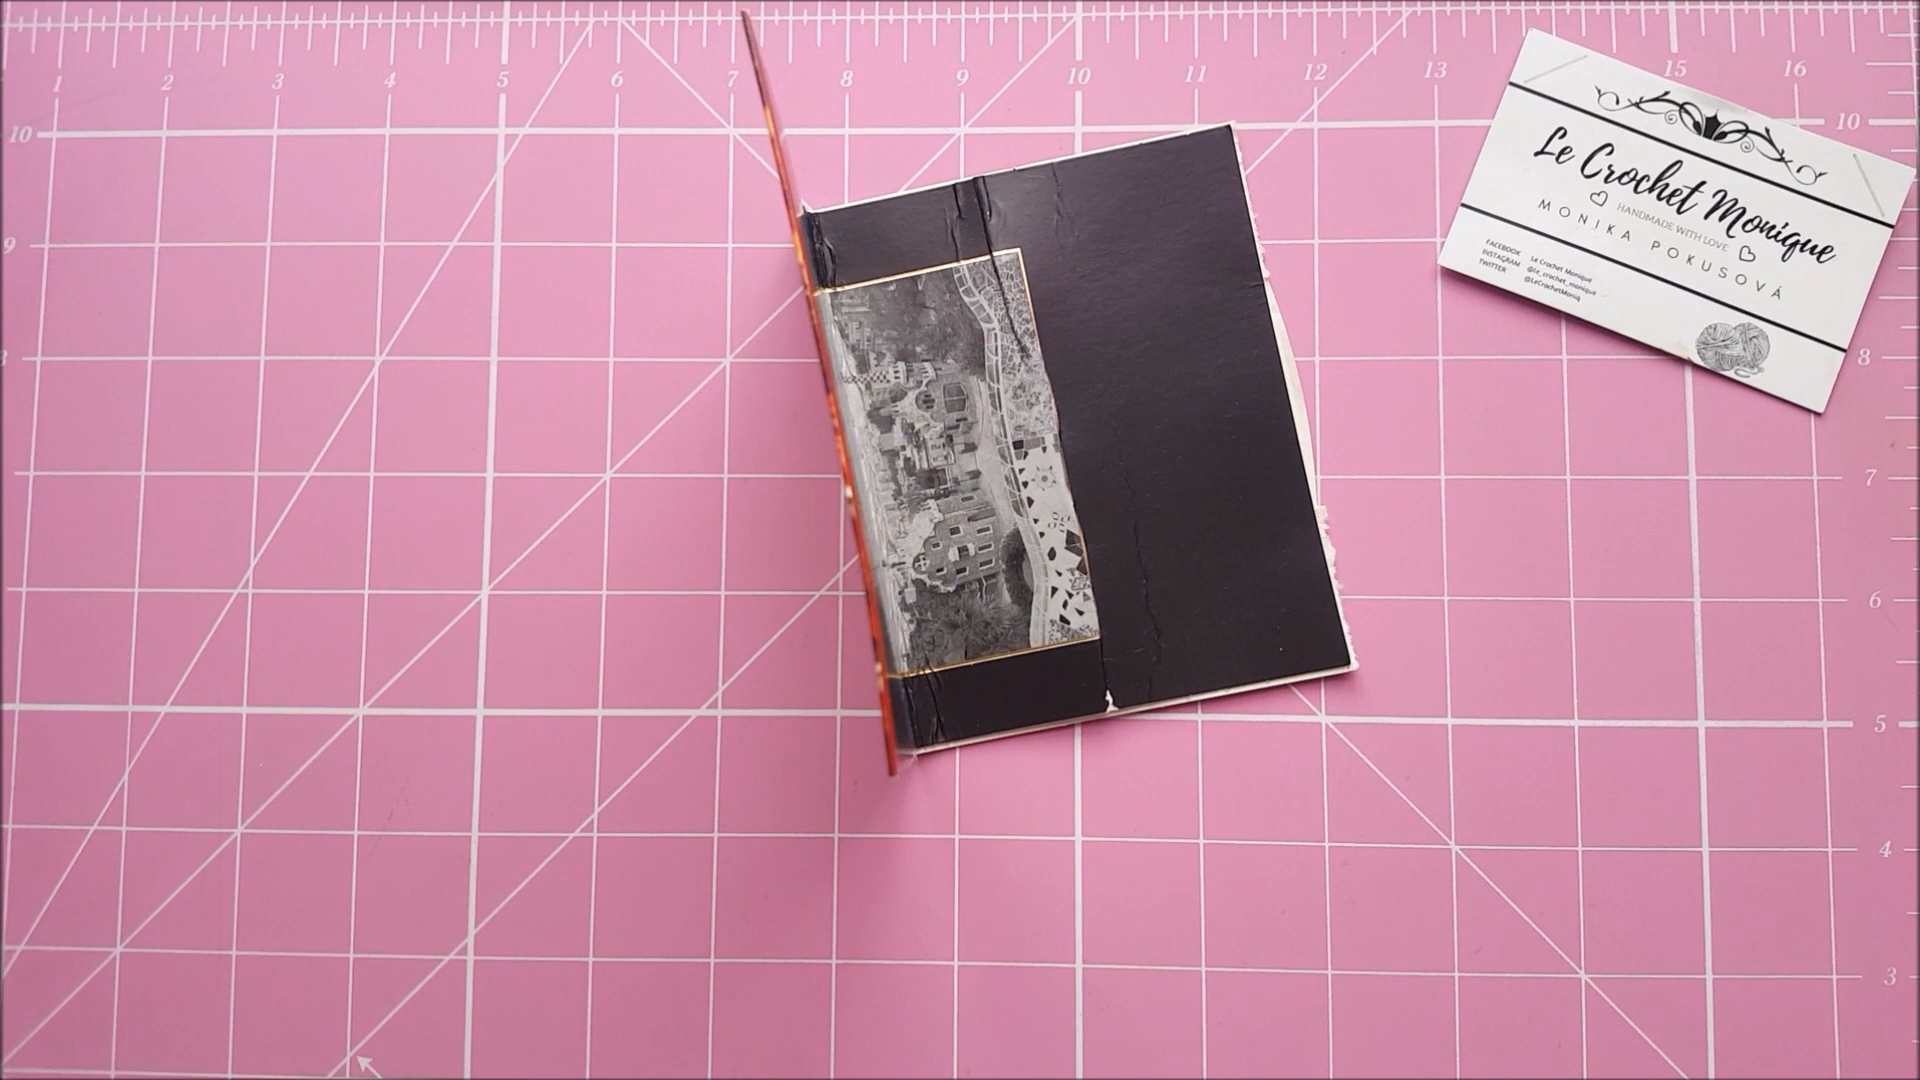 1 2 3 4 5 6 7 8 9 10 11 12 13 15 16
10 10
9
8 8
7
6
5
4
3
Le Crochet Monique
HANDMADE WITH LOVE
MONIKA POKUSOVÁ
FACEBOOK Le Crochet Monique
INSTAGRAM @le_crochet_monique
TWITTER @LeCrochetMoniq